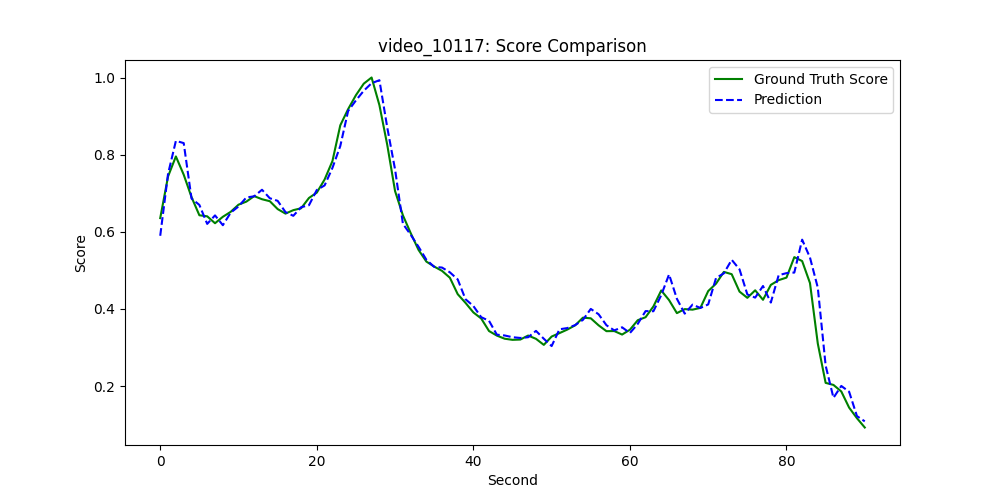 video_10117: Score Comparison
Ground Truth Score
Prediction
1.0
0.8
0.6
0.4
0.2
Score
0 20 40 60 80
Second